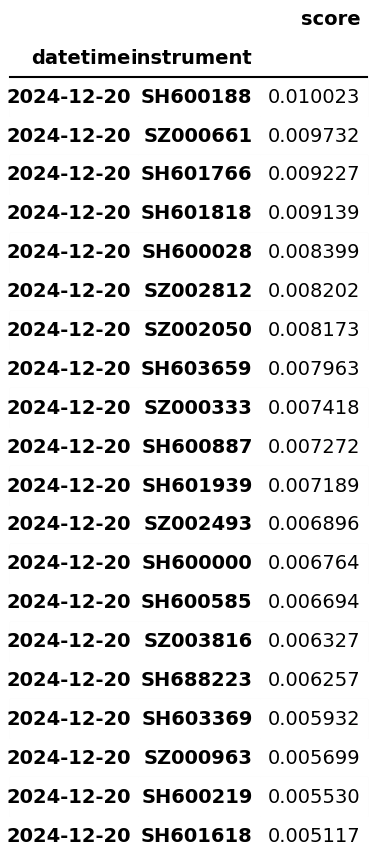 score
datetime instrument
2024-12-20 SH600188 0.010023
2024-12-20 SZ000661 0.009732
2024-12-20 SH601766 0.009227
2024-12-20 SH601818 0.009139
2024-12-20 SH600028 0.008399
2024-12-20 SZ002812 0.008202
2024-12-20 SZ002050 0.008173
2024-12-20 SH603659 0.007963
2024-12-20 SZ000333 0.007418
2024-12-20 SH600887 0.007272
2024-12-20 SH601939 0.007189
2024-12-20 SZ002493 0.006896
2024-12-20 SH600000 0.006764
2024-12-20 SH600585 0.006694
2024-12-20 SZ003816 0.006327
2024-12-20 SH688223 0.006257
2024-12-20 SH603369 0.005932
2024-12-20 SZ000963 0.005699
2024-12-20 SH600219 0.005530
2024-12-20 SH601618 0.005117